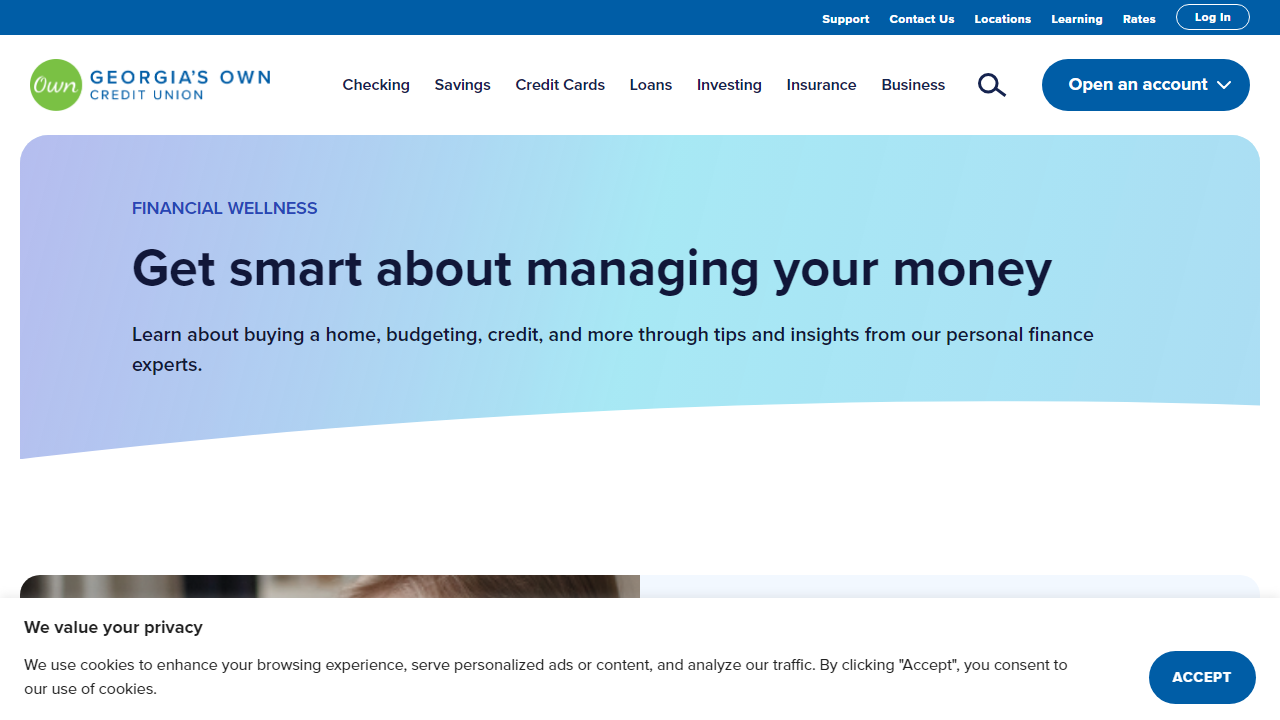 Support Contact Us Locations Learning Rates Log In
Own GEORGIA'S OWN
CREDIT UNION
Checking Savings Credit Cards Loans Investing Insurance Business Open an account
FINANCIAL WELLNESS
Get smart about managing your money
Learn about buying a home, budgeting, credit, and more through tips and insights from our personal finance
experts.
We value your privacy
We use cookies to enhance your browsing experience, serve personalized ads or content, and analyze our traffic. By clicking "Accept", you consent to
our use of cookies.
ACCEPT